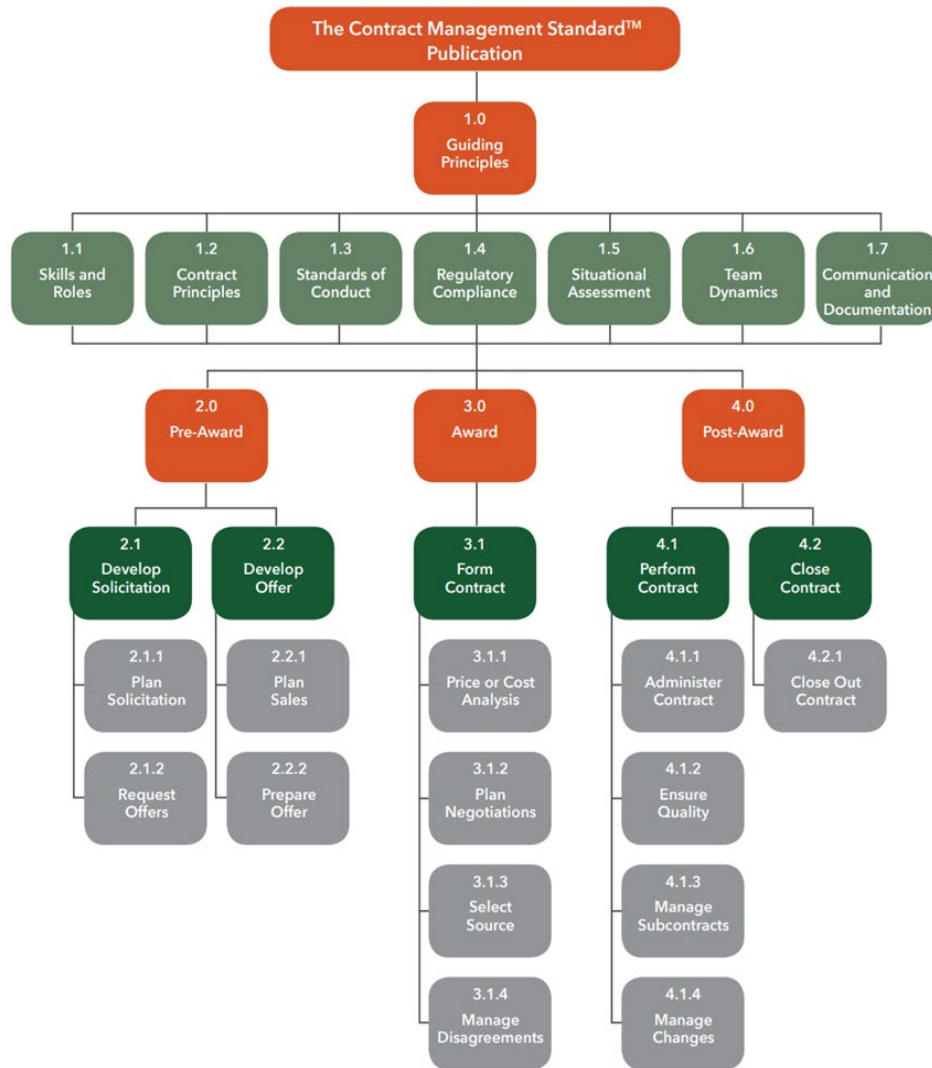 The Contract Management Standard™
Publication
1.0
Guiding
Principles
1.1
Skills and
Roles
1.2
Contract
Principles
1.3
Standards of
Conduct
1.4
Regulatory
Compliance
1.5
Situational
Assessment
1.6
Team
Dynamics
1.7
Communication
and
Documentation
2.0
Pre-Award
3.0
Award
4.0
Post-Award
2.1
Develop
Solicitation
2.2
Develop
Offer
3.1
Form
Contract
4.1
Perform
Contract
4.2
Close
Contract
2.1.1
Plan
Solicitation
2.2.1
Plan
Sales
3.1.1
Price or Cost
Analysis
4.1.1
Administer
Contract
4.2.1
Close Out
Contract
2.1.2
Request
Offers
2.2.2
Prepare
Offer
3.1.2
Plan
Negotiations
4.1.2
Ensure
Quality
3.1.3
Select
Source
4.1.3
Manage
Subcontracts
3.1.4
Manage
Disagreements
4.1.4
Manage
Changes